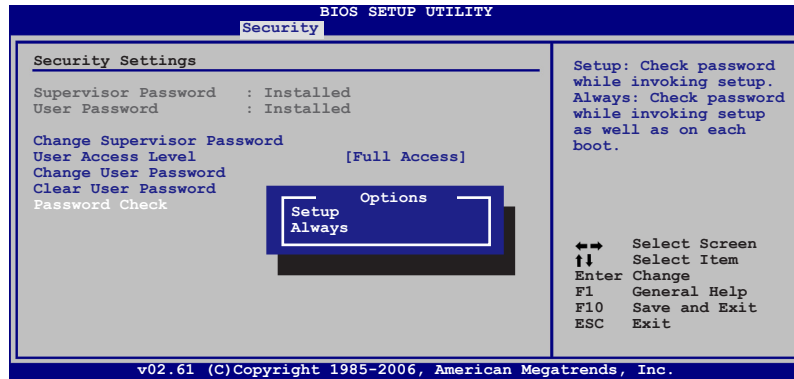 BIOS SETUP UTILITY
Security
Security Settings
Supervisor Password : Installed
User Password : Installed
Change Supervisor Password
User Access Level [Full Access]
Change User Password
Clear User Password
Password Check
Options
Setup
Always
Setup: Check password
while invoking setup.
Always: Check password
while invoking setup
as well as on each
boot.
←→ Select Screen
↑↓ Select Item
Enter Change
F1 General Help
F10 Save and Exit
ESC Exit
v02.61 (C)Copyright 1985-2006, American Megatrends, Inc.